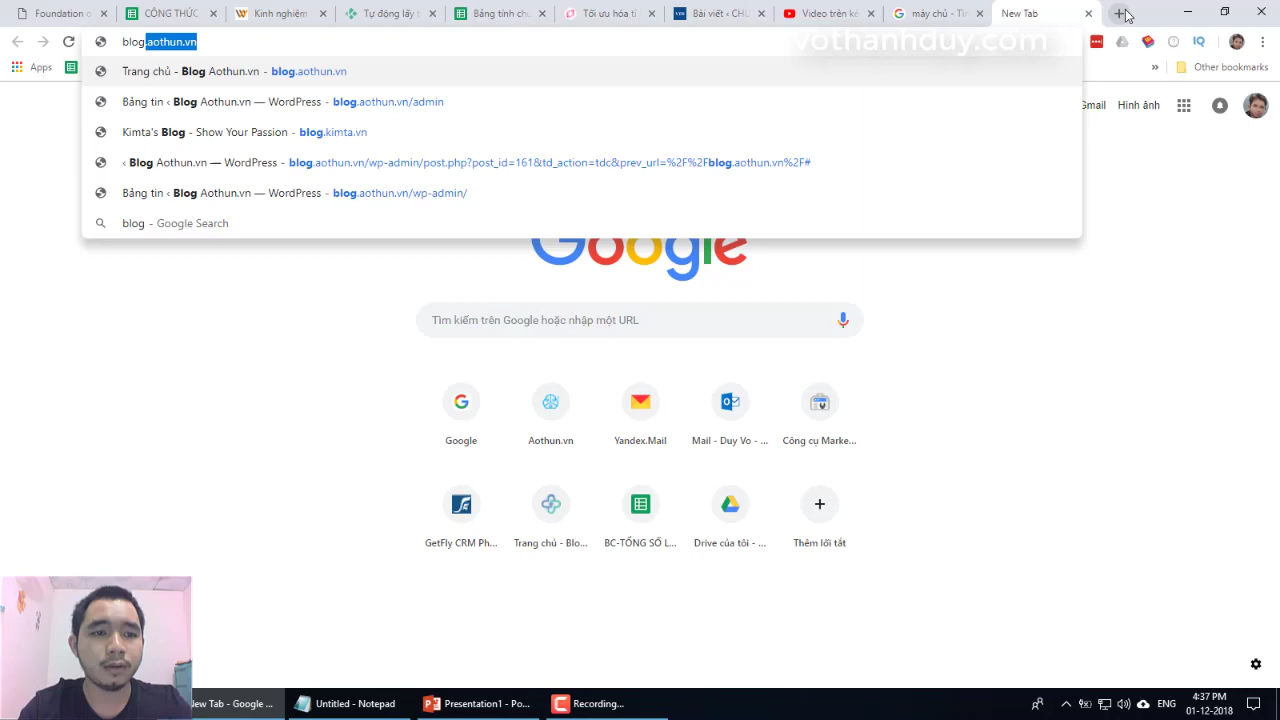 Foundation
CÔNG THỨC
Kinh nghiệm
Tự động lấy
Bảng tính ch
Tối ưu hóa tỉ
Bài viết ‹ CHU
Video trên kê
máy chủ - Tì
New Tab
blog.aothun.vn
vothanhduy.com
Apps
Trang chủ - Blog Aothun.vn - blog.aothun.vn
Other bookmarks
Bảng tin ‹ Blog Aothun.vn — WordPress - blog.aothun.vn/admin
Gmail
Hình ảnh
Kimta's Blog - Show Your Passion - blog.kimta.vn
‹ Blog Aothun.vn — WordPress - blog.aothun.vn/wp-admin/post.php?post_id=161&td_action=tdc&prev_url=%2F%2Fblog.aothun.vn%2F#
Bảng tin ‹ Blog Aothun.vn — WordPress - blog.aothun.vn/wp-admin/
blog - Google Search
Google
Tìm kiếm trên Google hoặc nhập một URL
Google
Aothun.vn
Yandex.Mail
Mail - Duy Vo - ...
Công cụ Marke...
GetFly CRM Ph...
Trang chủ - Blo...
BC-TỔNG SỐ L...
Drive của tôi - ...
Thêm lối tắt
New Tab - Google ...
Untitled - Notepad
Presentation1 - Po...
Recording...
ENG
4:37 PM
01-12-2018